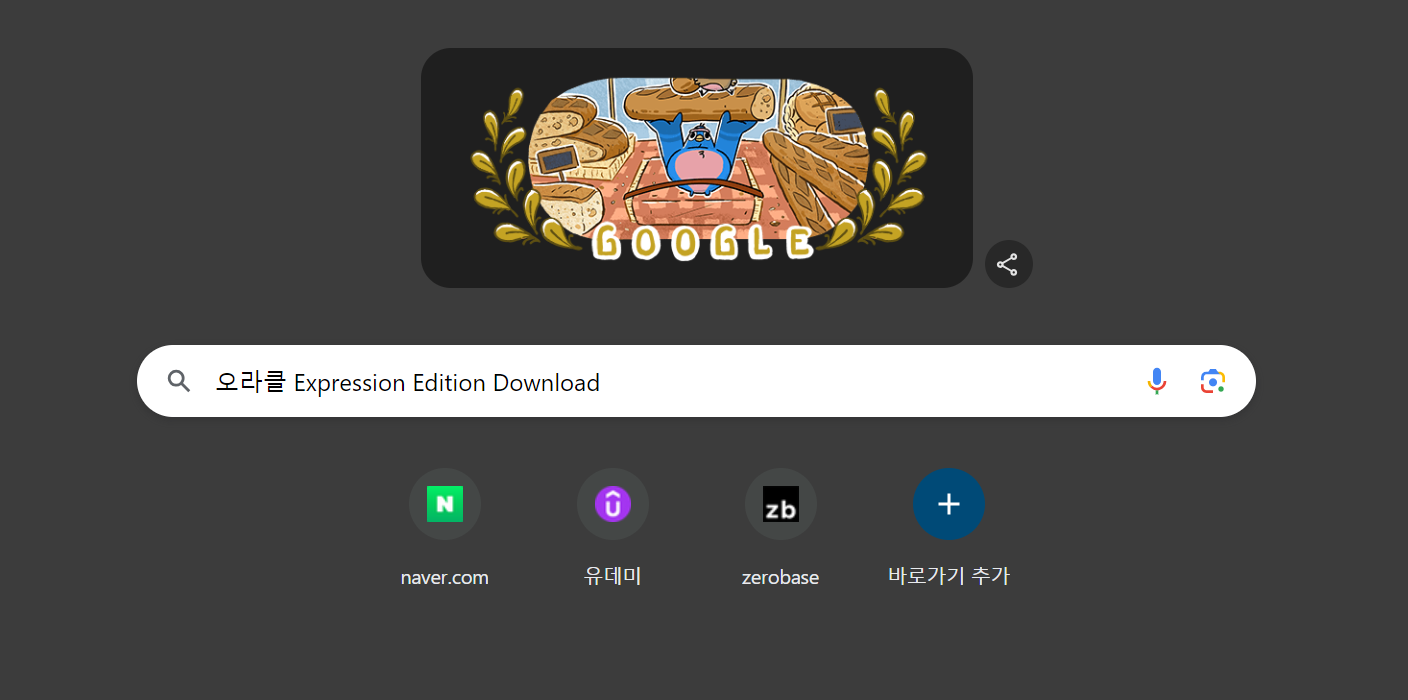 GOOGLE
오라클 Expression Edition Download
N
û
zb
naver.com
유데미
zerobase
바로가기 추가